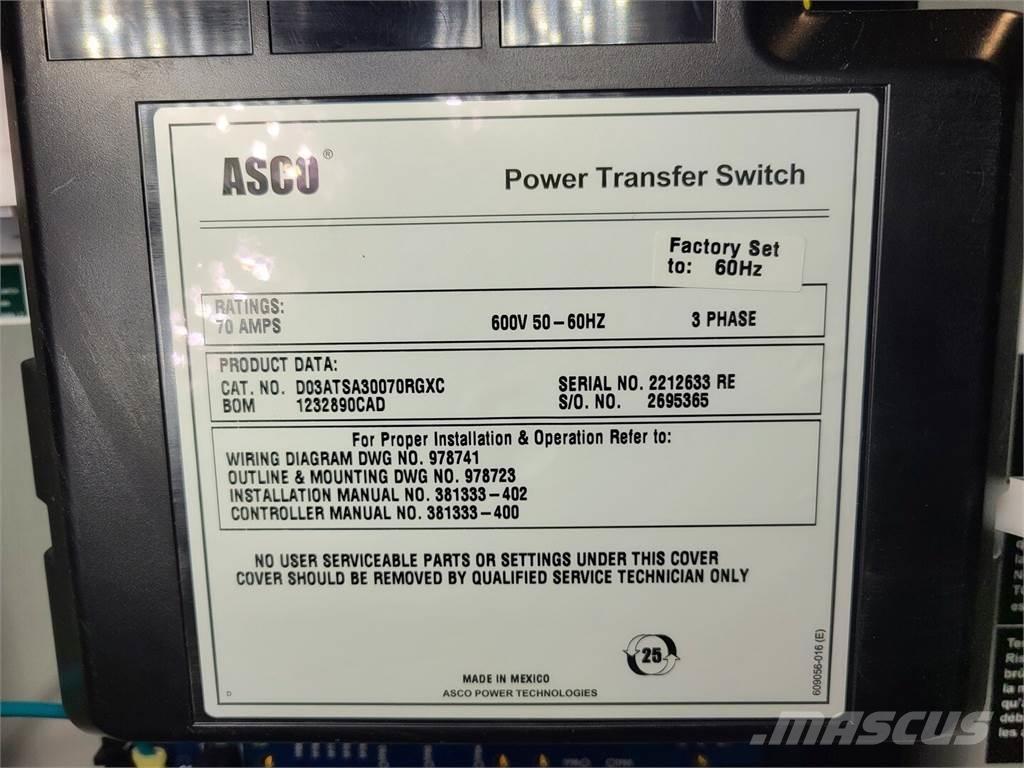 ASCO®
Power Transfer Switch
Factory Set
to: 60Hz
RATINGS:
70 AMPS 600V 50-60HZ 3 PHASE
PRODUCT DATA:
CAT. NO. D03ATSA30070RGXC SERIAL NO. 2212633 RE
BOM 1232890CAD S/O. NO. 2695365
For Proper Installation & Operation Refer to:
WIRING DIAGRAM DWG NO. 978741
OUTLINE & MOUNTING DWG NO. 978723
INSTALLATION MANUAL NO. 381333-402
CONTROLLER MANUAL NO. 381333-400
NO USER SERVICEABLE PARTS OR SETTINGS UNDER THIS COVER
COVER SHOULD BE REMOVED BY QUALIFIED SERVICE TECHNICIAN ONLY
25
MADE IN MEXICO
ASCO POWER TECHNOLOGIES
D
609056-016 (E)
MASCUS